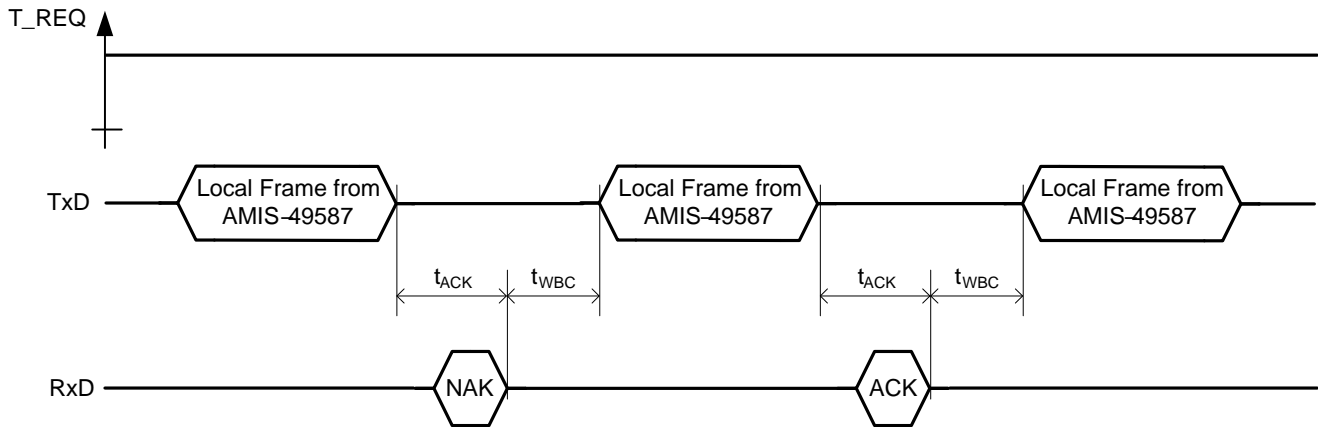 T_REQ
TxD
Local Frame from
AMIS-49587
Local Frame from
AMIS-49587
Local Frame from
AMIS-49587
tACK
tWBC
tACK
tWBC
RxD
NAK
ACK